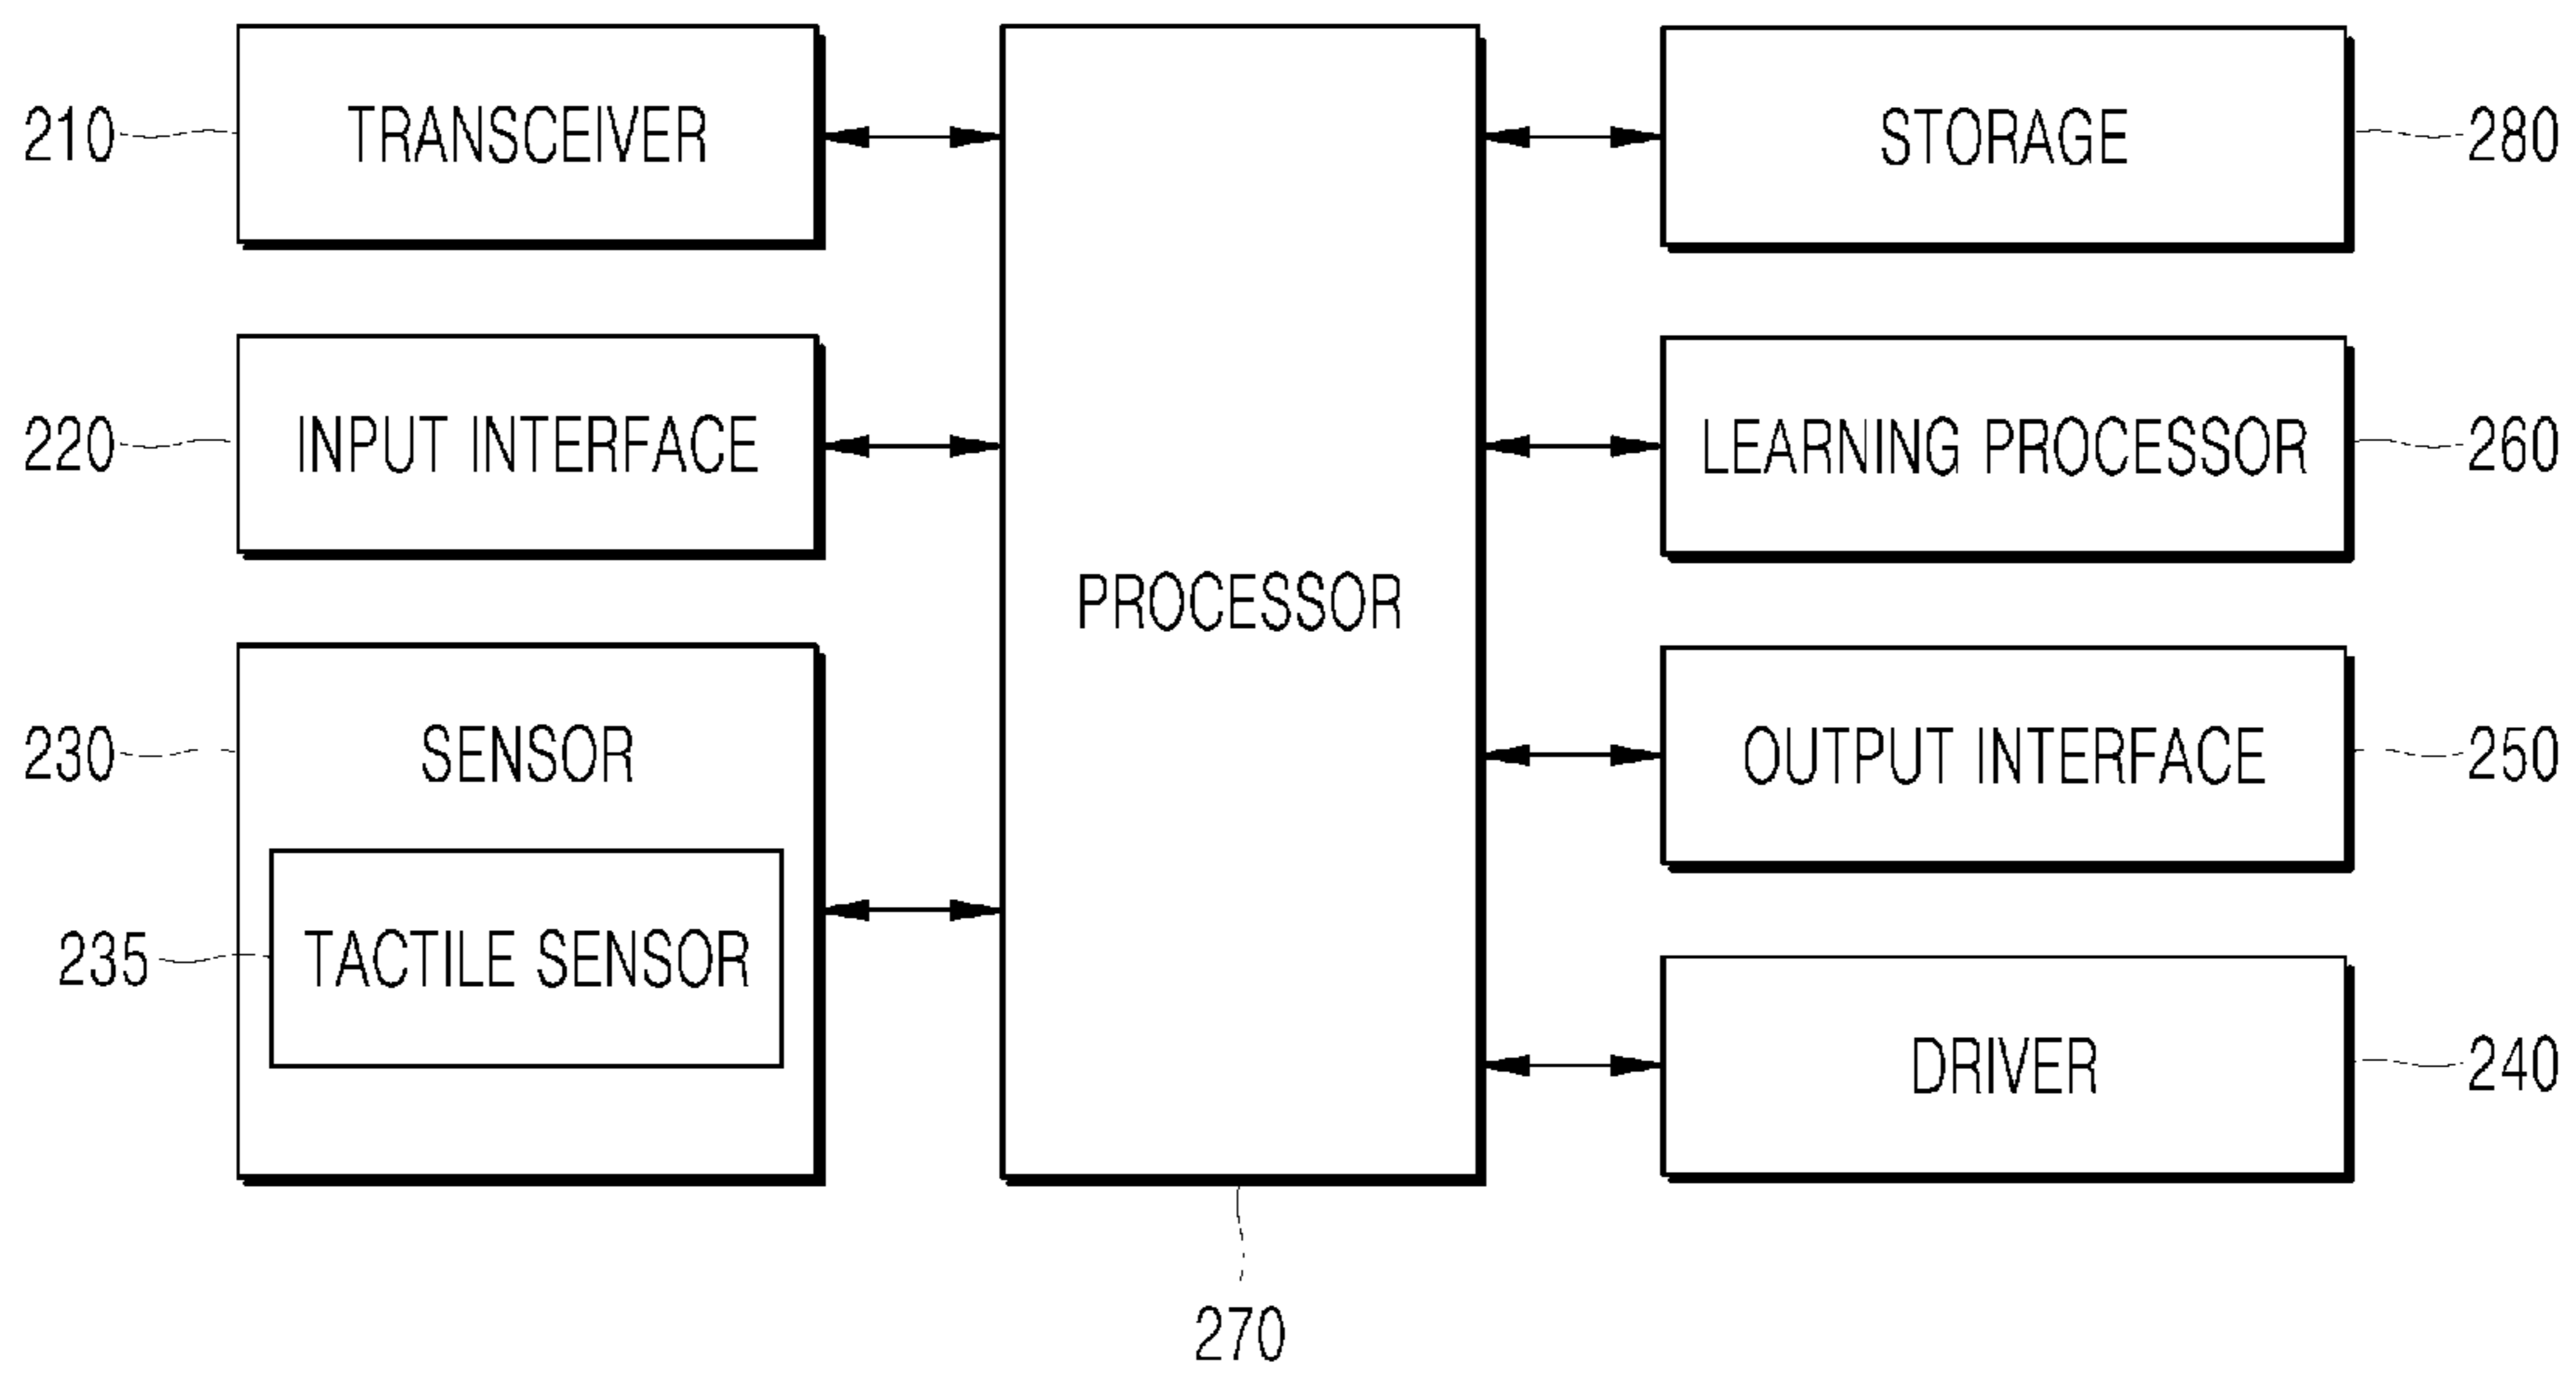 210 TRANSCEIVER
220 INPUT INTERFACE
230 SENSOR
235 TACTILE SENSOR
PROCESSOR
270
STORAGE 280
LEARNING PROCESSOR 260
OUTPUT INTERFACE 250
DRIVER 240